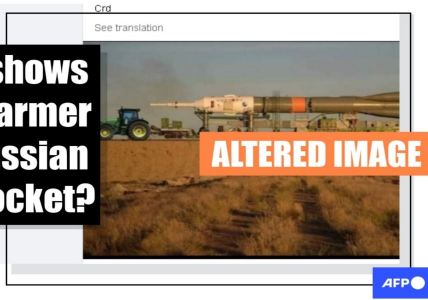 Crd
See translation
shows
armer
ssian
ocket?
ALTERED IMAGE
AFP